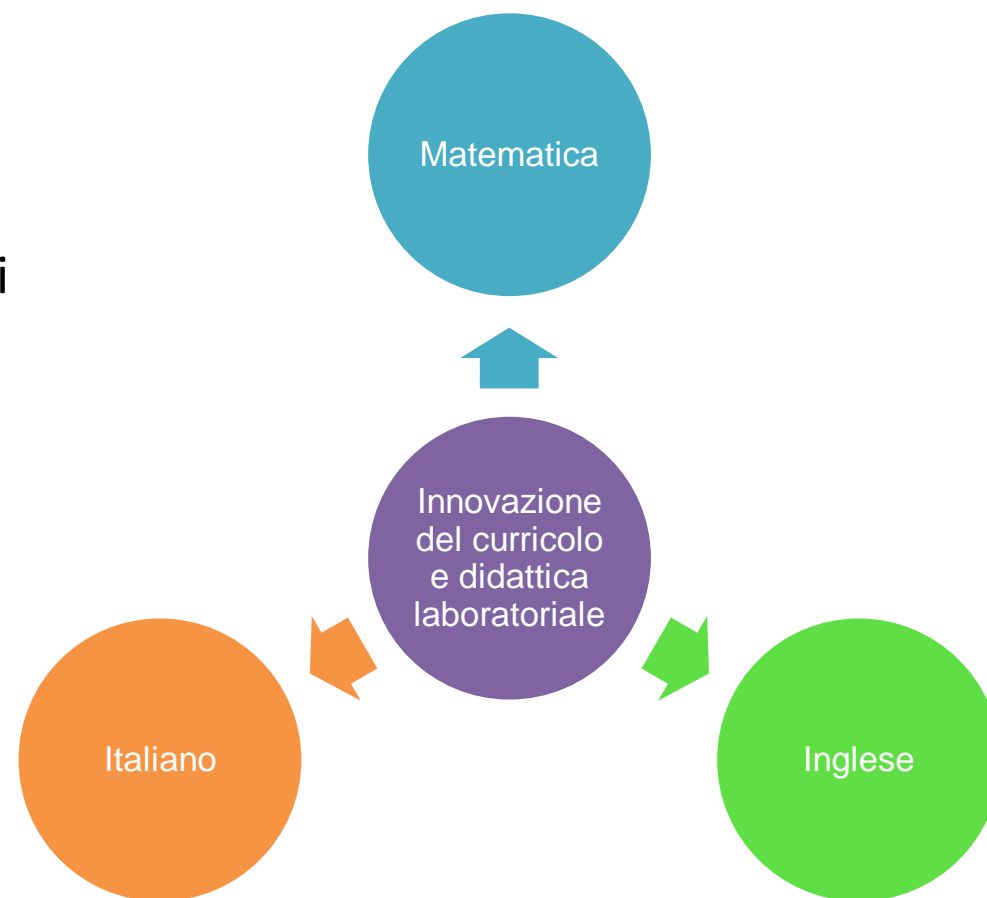 Matematica
i
Innovazione
del curricolo
e didattica
laboratoriale
Italiano
Inglese